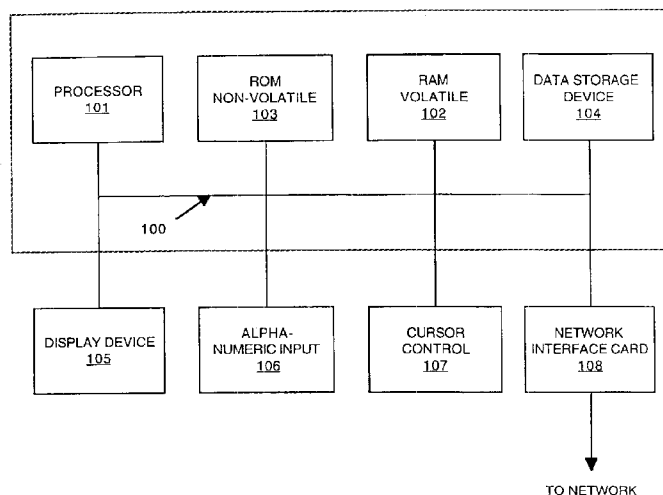 PROCESSOR
101
ROM
NON-VOLATILE
103
RAM
VOLATILE
102
DATA STORAGE
DEVICE
104
100
DISPLAY DEVICE
105
ALPHA-
NUMERIC INPUT
106
CURSOR
CONTROL
107
NETWORK
INTERFACE CARD
108
TO NETWORK